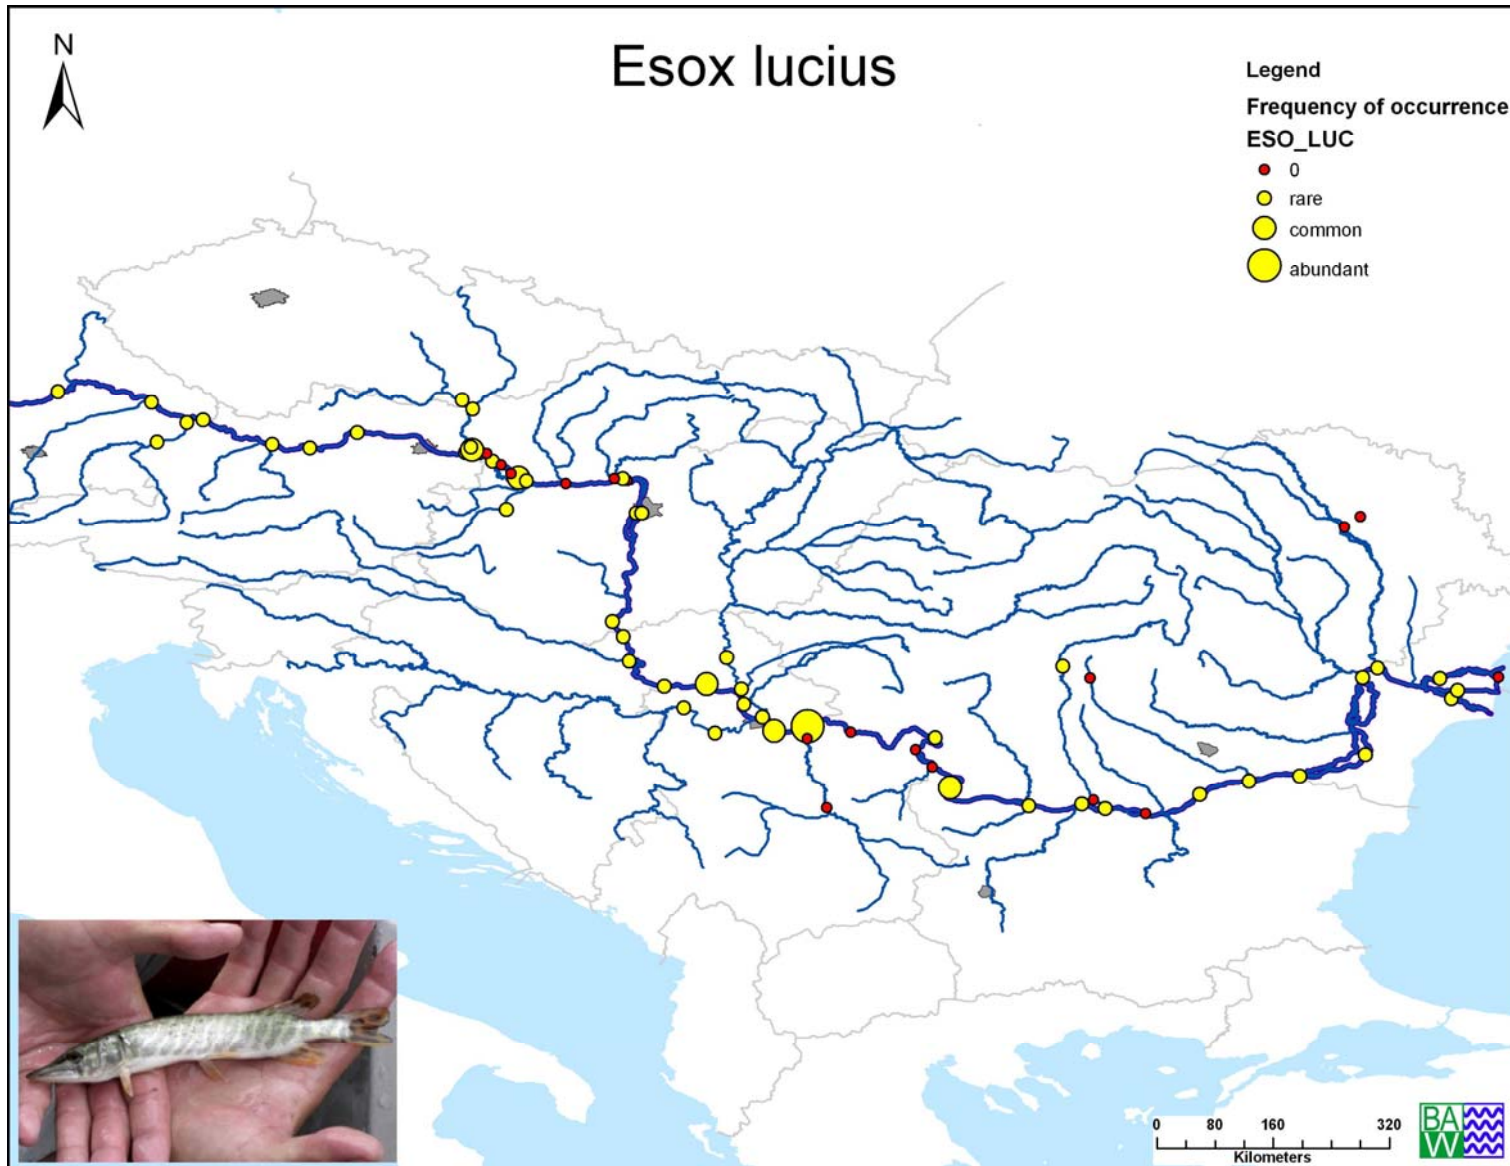 N
Esox lucius
Legend
Frequency of occurrence
ESO_LUC
0
rare
common
abundant
0 80 160 320
Kilometers
BA
W